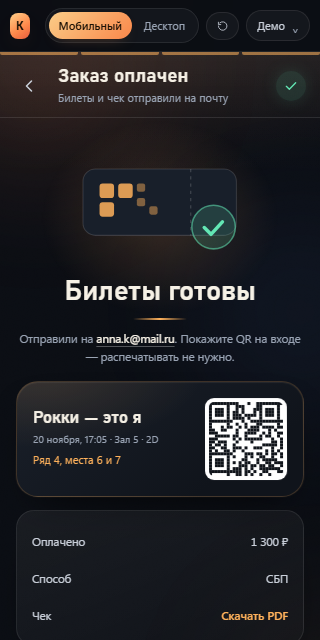 К
Мобильный
Десктоп
Демо
Заказ оплачен
Билеты и чек отправили на почту
Билеты готовы
Отправили на anna.k@mail.ru. Покажите QR на входе
— распечатывать не нужно.
Рокки — это я
20 ноября, 17:05 · Зал 5 · 2D
Ряд 4, места 6 и 7
Оплачено
1 300 ₽
Способ
СБП
Чек
Скачать PDF